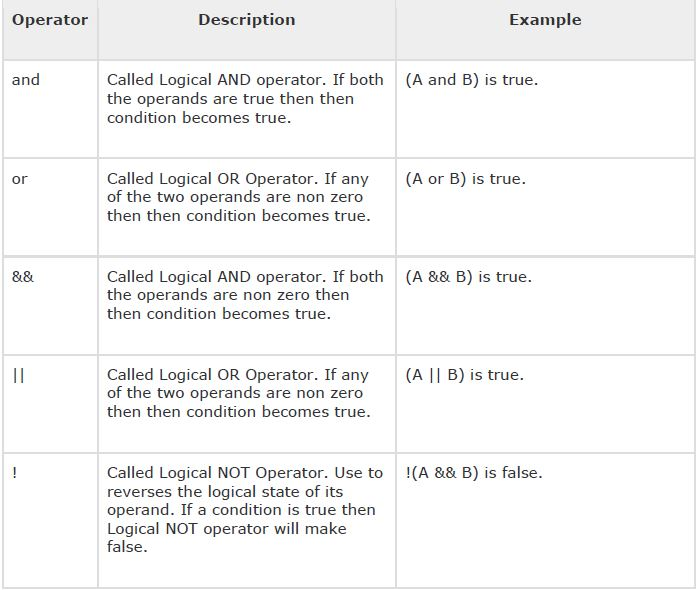 Operator Description Example
and
Called Logical AND operator. If both
the operands are true then then
condition becomes true.
(A and B) is true.
or
Called Logical OR Operator. If any
of the two operands are non zero
then then condition becomes true.
(A or B) is true.
&&
Called Logical AND operator. If both
the operands are non zero then
then condition becomes true.
(A && B) is true.
||
Called Logical OR Operator. If any
of the two operands are non zero
then then condition becomes true.
(A || B) is true.
!
Called Logical NOT Operator. Use to
reverses the logical state of its
operand. If a condition is true then
Logical NOT operator will make
false.
!(A && B) is false.